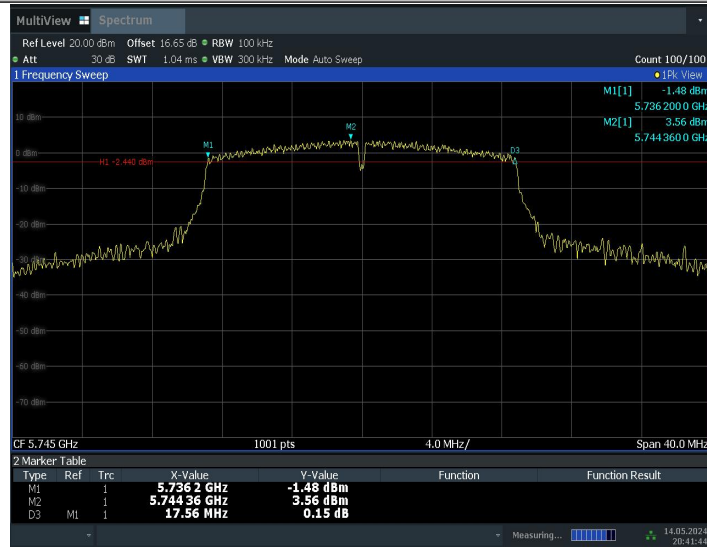 MultiView Spectrum
Ref Level 20.00 dBm Offset 16.65 dB RBW 100 kHz
Att 30 dB SWT 1.04 ms VBW 300 kHz Mode Auto Sweep Count 100/100
1 Frequency Sweep 1Pk View
M1[1] -1.48 dBm
5.736 2000 GHz
M2[1] 3.56 dBm
5.744 3600 GHz
10 dBm
M2
M1
D3
0 dBm
H1 -2.440 dBm
-10 dBm
-20 dBm
-30 dBm
-40 dBm
-50 dBm
-60 dBm
-70 dBm
CF 5.745 GHz 1001 pts 4.0 MHz/ Span 40.0 MHz
2 Marker Table
Type Ref Trc X-Value Y-Value Function Function Result
M1 1 5.736 2 GHz -1.48 dBm
M2 1 5.744 36 GHz 3.56 dBm
D3 M1 1 17.56 MHz 0.15 dB
Measuring... 14.05.2024
20:41:44